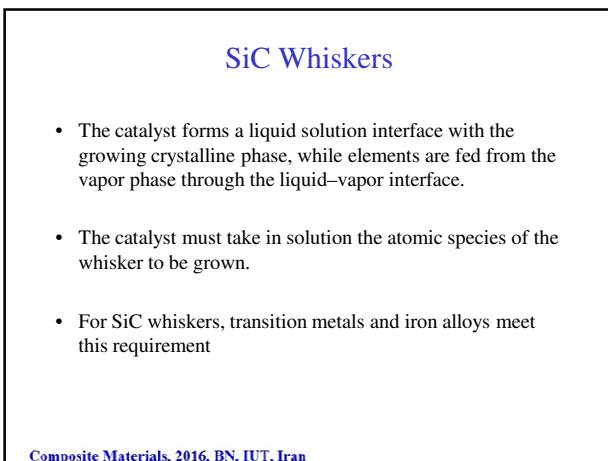 SiC Whiskers
• The catalyst forms a liquid solution interface with the
growing crystalline phase, while elements are fed from the
vapor phase through the liquid–vapor interface.
• The catalyst must take in solution the atomic species of the
whisker to be grown.
• For SiC whiskers, transition metals and iron alloys meet
this requirement
Composite Materials, 2016, BN, IUT, Iran